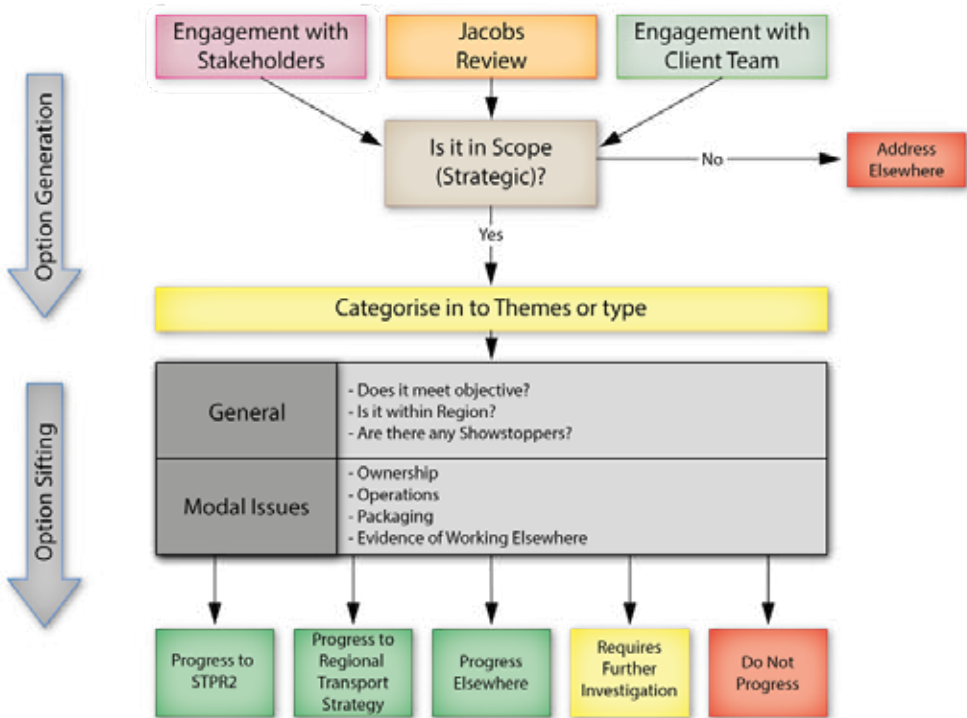 Engagement with
Stakeholders
Jacobs
Review
Engagement with
Client Team
Option Generation
Is it in Scope
(Strategic)?
No
Address
Elsewhere
Yes
Categorise in to Themes or type
Option Sifting
General
- Does it meet objective?
- Is it within Region?
- Are there any Showstoppers?
Modal Issues
- Ownership
- Operations
- Packaging
- Evidence of Working Elsewhere
Progress to
STPR2
Progress to
Regional
Transport
Strategy
Progress
Elsewhere
Requires
Further
Investigation
Do Not
Progress